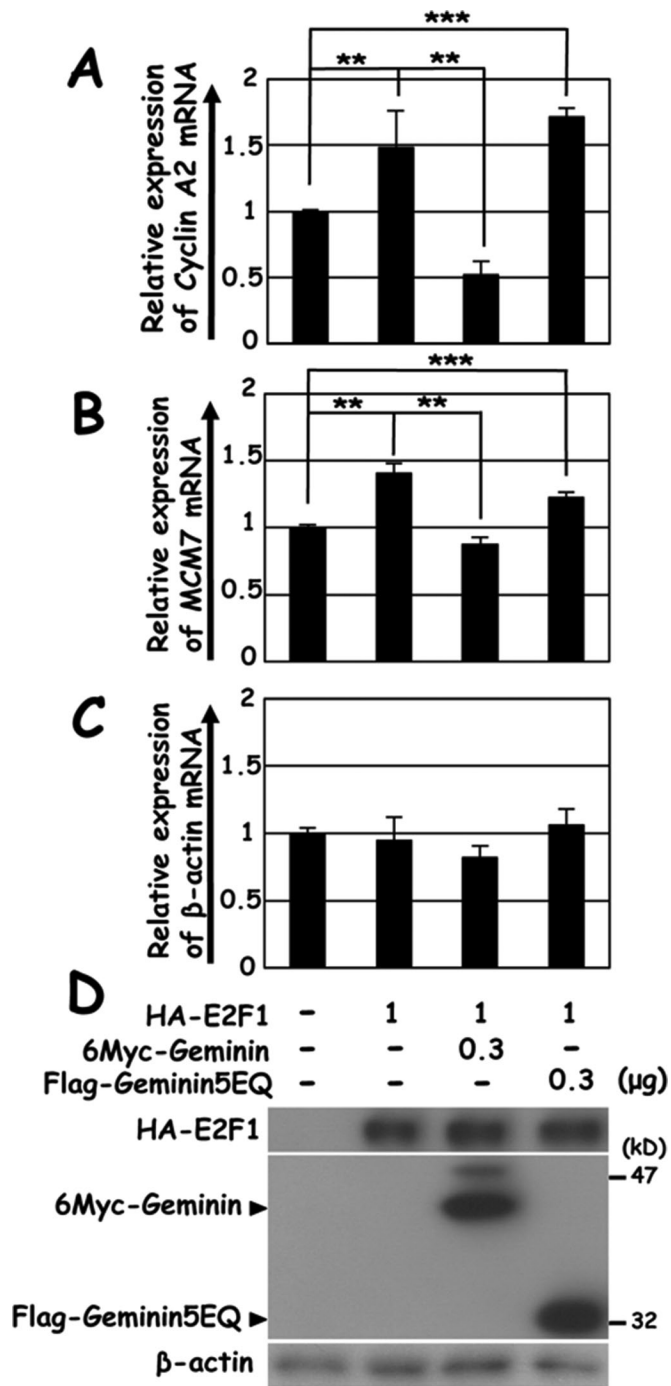 ***
A
** **
Relative expression
of Cyclin A2 mRNA
2
1.5
1
0.5
0
***
B
** **
Relative expression
of MCM7 mRNA
2
1.5
1
0.5
0
C
Relative expression
of β-actin mRNA
2
1.5
1
0.5
0
D
HA-E2F1 - 1 1 1
6Myc-Geminin - - 0.3 -
Flag-Geminin5EQ - - - 0.3 (μg)
HA-E2F1 (kD)
47
6Myc-Geminin
Flag-Geminin5EQ 32
β-actin